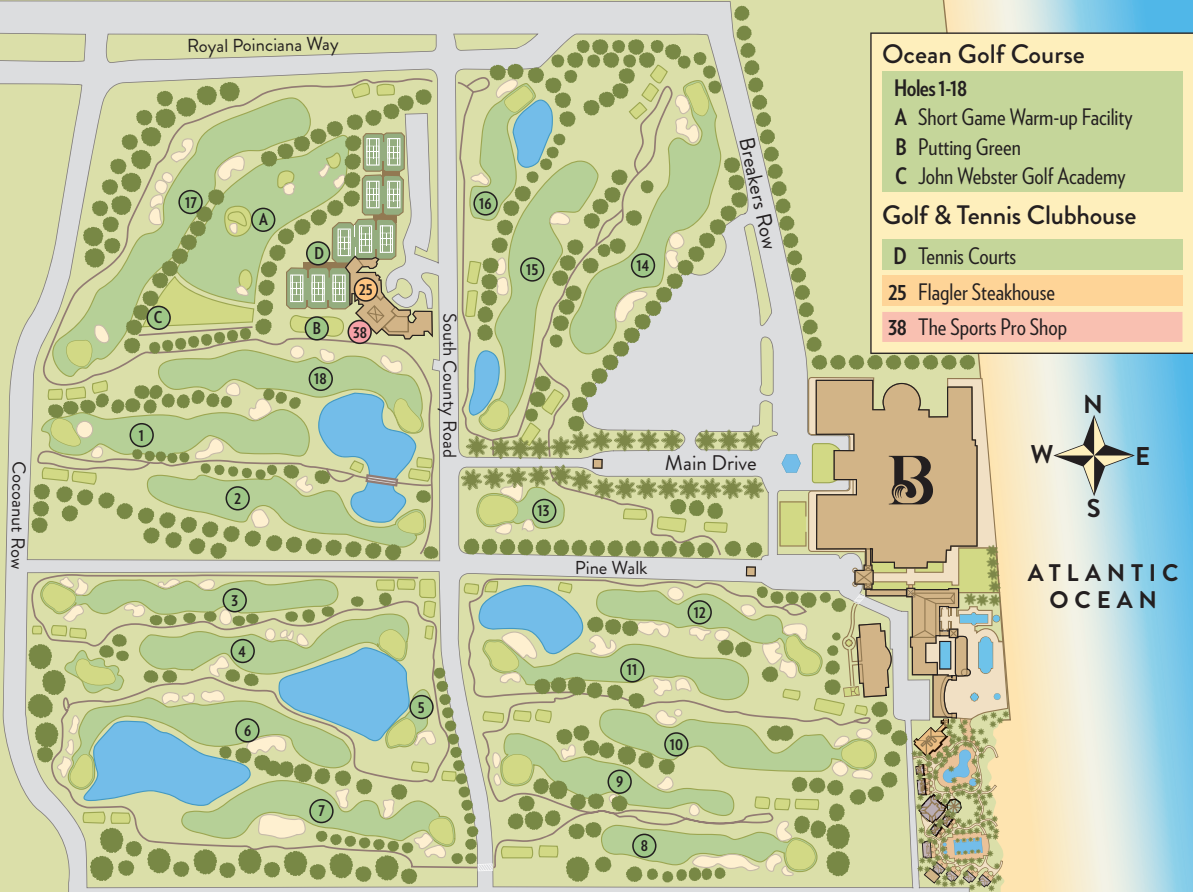 Ocean Golf Course
Holes 1-18
A Short Game Warm-up Facility
B Putting Green
C John Webster Golf Academy
Golf & Tennis Clubhouse
D Tennis Courts
25 Flagler Steakhouse
38 The Sports Pro Shop
Royal Poinciana Way
Breakers Row
South County Road
Cocoanut Row
Main Drive
Pine Walk
N
W E
S
ATLANTIC
OCEAN
B
17
A
16
15
14
D
25
C
B
38
18
1
2
13
3
12
4
11
5
6
10
9
7
8